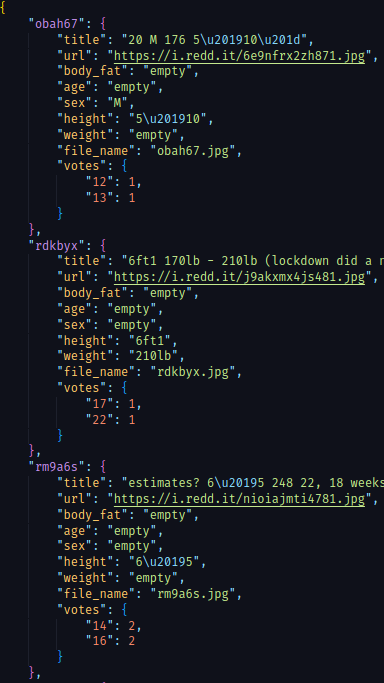 {
"obah67": {
"title": "20 M 176 5\u201910\u201d",
"url": "https://i.redd.it/6e9nfrx2zh871.jpg",
"body_fat": "empty",
"age": "empty",
"sex": "M",
"height": "5\u201910",
"weight": "empty",
"file_name": "obah67.jpg",
"votes": {
"12": 1,
"13": 1
}
},
"rdkbyx": {
"title": "6ft1 170lb - 210lb (lockdown did a
"url": "https://i.redd.it/j9akxmx4js481.jpg",
"body_fat": "empty",
"age": "empty",
"sex": "empty",
"height": "6ft1",
"weight": "210lb",
"file_name": "rdkbyx.jpg",
"votes": {
"17": 1,
"22": 1
}
},
"rm9a6s": {
"title": "estimates? 6\u20195 248 22, 18 weeks
"url": "https://i.redd.it/nioiajmti4781.jpg",
"body_fat": "empty",
"age": "empty",
"sex": "empty",
"height": "6\u20195",
"weight": "empty",
"file_name": "rm9a6s.jpg",
"votes": {
"14": 2,
"16": 2
}
},